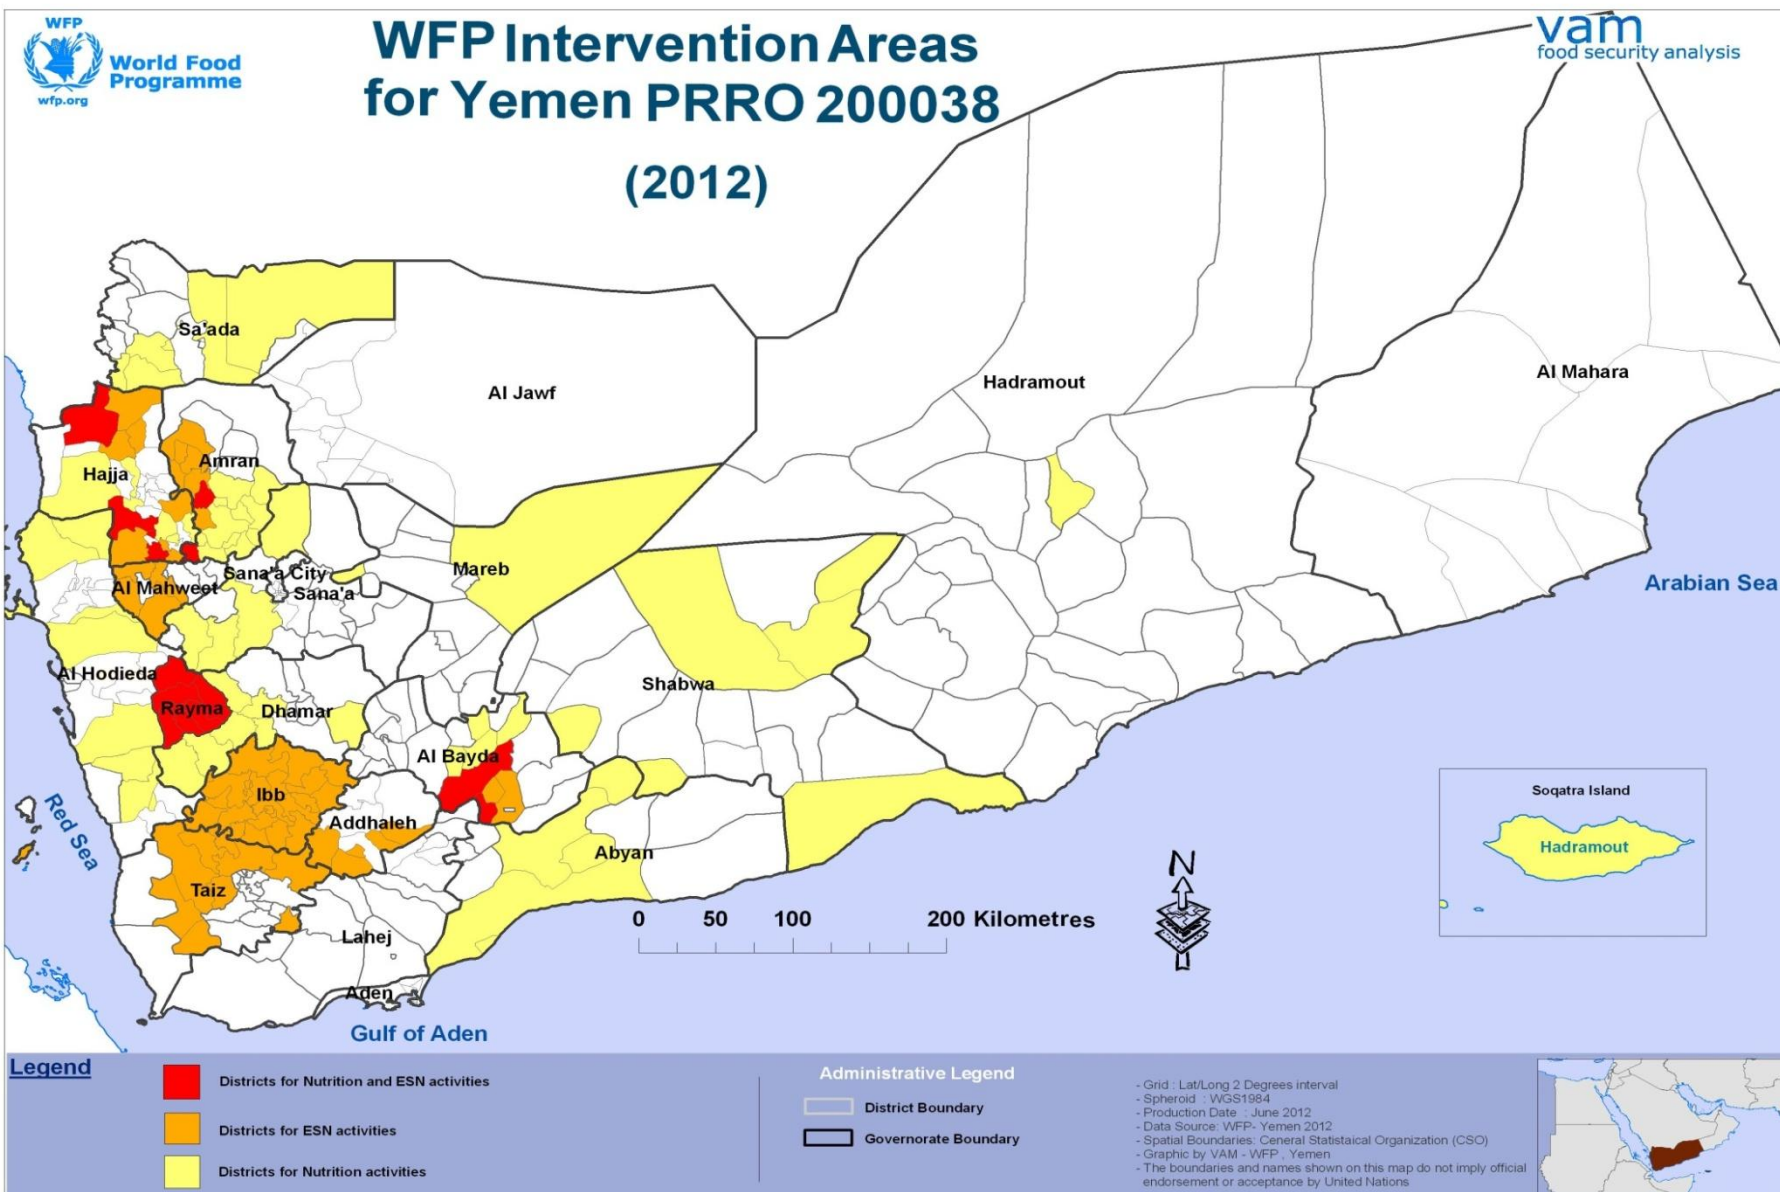 WFP
World Food
Programme
wfp.org
WFP Intervention Areas
for Yemen PRRO 200038
(2012)
vam
food security analysis
Sa'ada
Al Jawf
Hadramout
Al Mahara
Hajja
Amran
Mareb
Sana'a City
Sana'a
Al Mahweet
Arabian Sea
Al Hodieda
Rayma
Dhamar
Shabwa
Al Bayda
Ibb
Addhaleh
Red Sea
Abyan
Taiz
Lahej
Aden
Gulf of Aden
N
0 50 100 200 Kilometres
Soqatra Island
Hadramout
Legend
Districts for Nutrition and ESN activities
Districts for ESN activities
Districts for Nutrition activities
Administrative Legend
District Boundary
Governorate Boundary
- Grid : Lat/Long 2 Degrees interval
- Spheroid : WGS1984
- Production Date : June 2012
- Data Source: WFP- Yemen 2012
- Spatial Boundaries: General Statistaical Organization (CSO)
- Graphic by VAM - WFP , Yemen
- The boundaries and names shown on this map do not imply official
endorsement or acceptance by United Nations